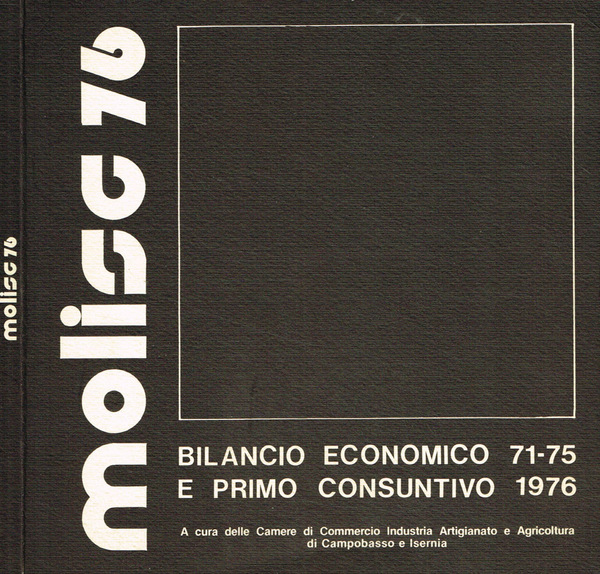 molise 76
molise 76
BILANCIO ECONOMICO 71-75
E PRIMO CONSUNTIVO 1976
A cura delle Camere di Commercio Industria Artigianato e Agricoltura
di Campobasso e Isernia